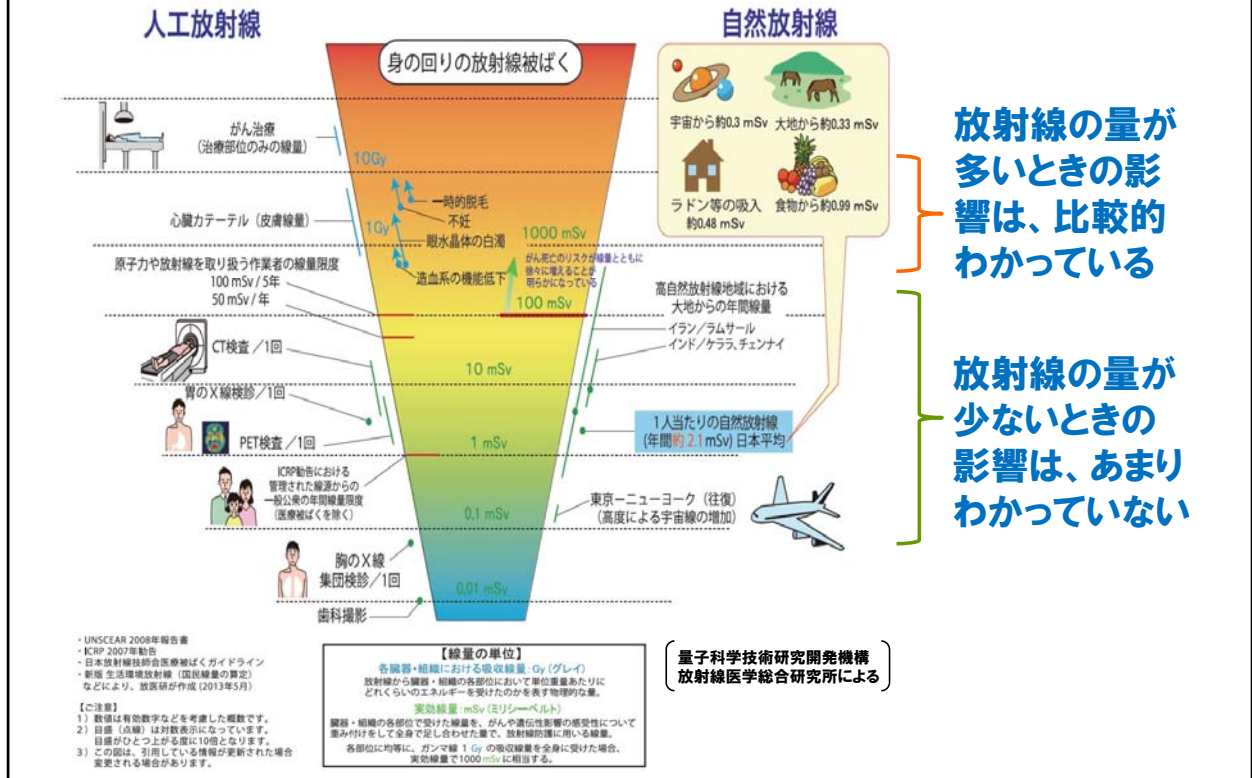 人工放射線
自然放射線
身の回りの放射線被ばく
がん治療
(治療部位のみの線量)
10Gy
心臓カテーテル(皮膚線量)
1Gy
一時的脱毛
不妊
眼水晶体の白濁
造血系の機能低下
1000 mSv
がん死亡のリスクが線量とともに
徐々に増えることが
明らかになっている
100 mSv
原子力や放射線を取り扱う作業者の線量限度
100 mSv / 5年
50 mSv / 年
CT検査/1回
10 mSv
胃のX線検診/1回
PET検査/1回
1 mSv
ICRP勧告における
管理された線源からの
一般公衆の年間線量限度
(医療被ばくを除く)
0.1 mSv
胸のX線
集団検診/1回
0.01 mSv
歯科撮影
宇宙から約0.3 mSv
大地から約0.33 mSv
ラドン等の吸入
約0.48 mSv
食物から約0.99 mSv
高自然放射線地域における
大地からの年間線量
イラン/ラムサール
インド/ケララ、チェンナイ
1人当たりの自然放射線
(年間約2.1mSv)日本平均
東京ーニューヨーク(往復)
(高度による宇宙線の増加)
放射線の量が
多いときの影
響は、比較的
わかっている
放射線の量が
少ないときの
影響は、あまり
わかっていない
・UNSCEAR 2008年報告書
・ICRP 2007年勧告
・日本放射線技師会医療被ばくガイドライン
・新版 生活環境放射線(国民線量の算定)
などにより、放医研が作成(2013年5月)
【ご注意】
1)数値は有効数字などを考慮した概数です。
2)目盛(点線)は対数表示になっています。
目盛がひとつ上がる度に10倍となります。
3)この図は、引用している情報が更新された場合
変更される場合があります。
【線量の単位】
各臓器・組織における吸収線量:Gy(グレイ)
放射線から臓器・組織の各部位において単位重量あたりに
どれくらいのエネルギーを受けたのかを表す物理的な量。
実効線量:mSv(ミリシーベルト)
臓器・組織の各部位で受けた線量を、がんや遺伝性影響の感受性について
重み付けをして全身で足し合わせた量で、放射線防護に用いる線量。
各部位に均等に、ガンマ線 1 Gy の吸収線量を全身に受けた場合、
実効線量で1000 mSvに相当する。
量子科学技術研究開発機構
放射線医学総合研究所による